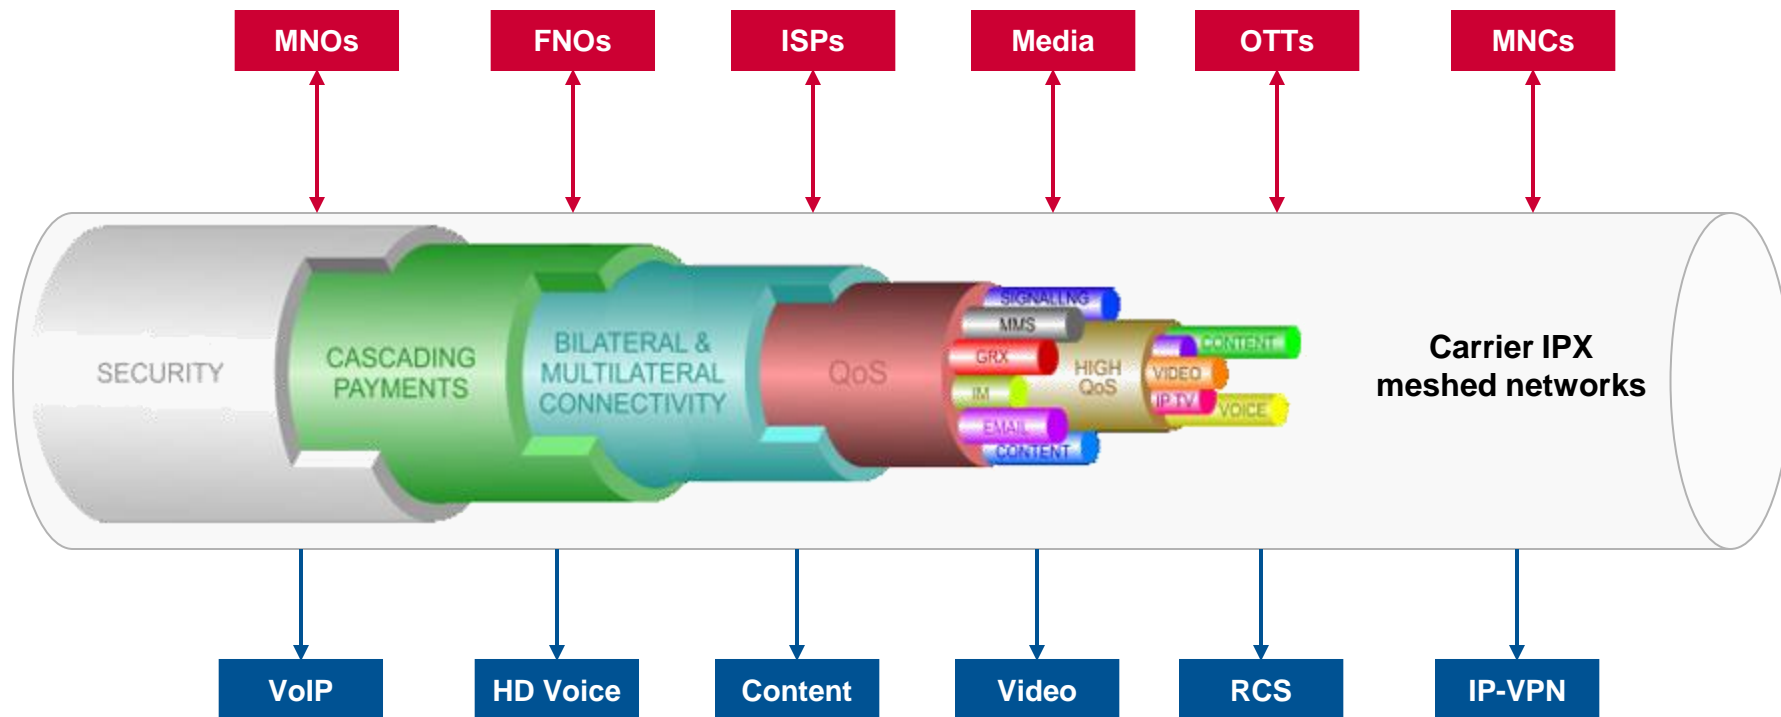 MNOs
FNOs
ISPs
Media
OTTs
MNCs
SECURITY
CASCADING
PAYMENTS
BILATERAL &
MULTILATERAL
CONNECTIVITY
QoS
SIGNALLNG
MMS
GRX
IM
EMAIL
CONTENT
HIGH
QoS
CONTENT
VIDEO
IP TV
VOICE
Carrier IPX
meshed networks
VoIP
HD Voice
Content
Video
RCS
IP-VPN